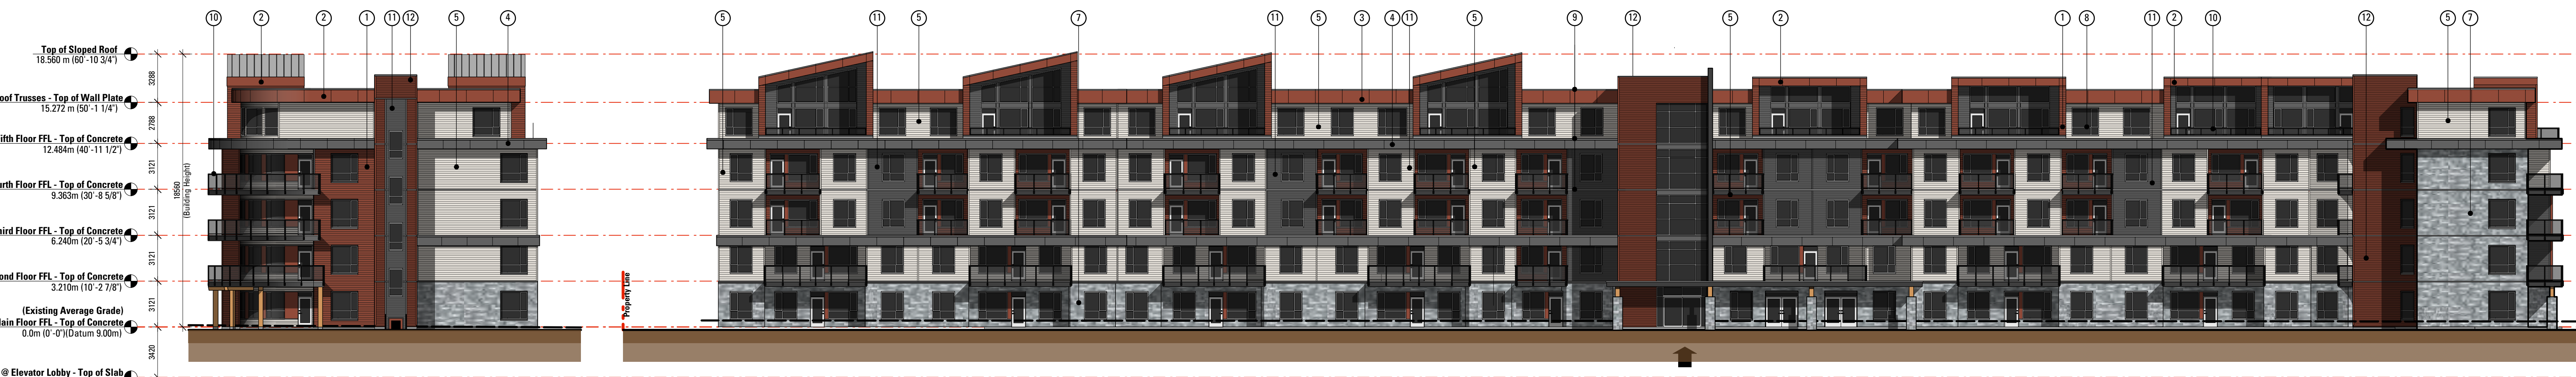 10 2 2 1 11 12 5 4 5 11 5 7 11 5 3 4 11 5 9 12 5 2 1 8 11 2 10 12 5 7
Top of Sloped Roof
18.560 m (60'-10 3/4")
3288
oof Trusses - Top of Wall Plate
15.272 m (50'-1 1/4")
2788
ifth Floor FFL - Top of Concrete
12.484m (40'-11 1/2")
3121
18560
(Building Height)
urth Floor FFL - Top of Concrete
9.363m (30'-8 5/8")
3121
hird Floor FFL - Top of Concrete
6.240m (20'-5 3/4")
3121
ond Floor FFL - Top of Concrete
3.210m (10'-2 7/8")
Property Line
3121
(Existing Average Grade)
lain Floor FFL - Top of Concrete
0.0m (0'-0")(Datum 9.00m)
3420
@ Elevator Lobby - Top of Slab